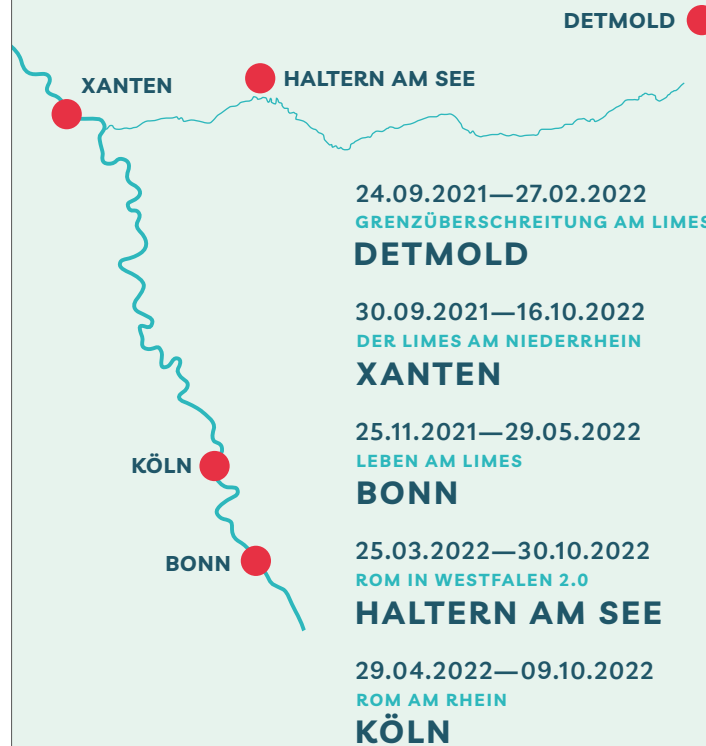 DETMOLD
XANTEN
HALTERN AM SEE
24.09.2021—27.02.2022
GRENZÜBERSCHREITUNG AM LIMES
DETMOLD
30.09.2021—16.10.2022
DER LIMES AM NIEDERRHEIN
XANTEN
25.11.2021—29.05.2022
LEBEN AM LIMES
BONN
KÖLN
25.03.2022—30.10.2022
ROM IN WESTFALEN 2.0
HALTERN AM SEE
BONN
29.04.2022—09.10.2022
ROM AM RHEIN
KÖLN